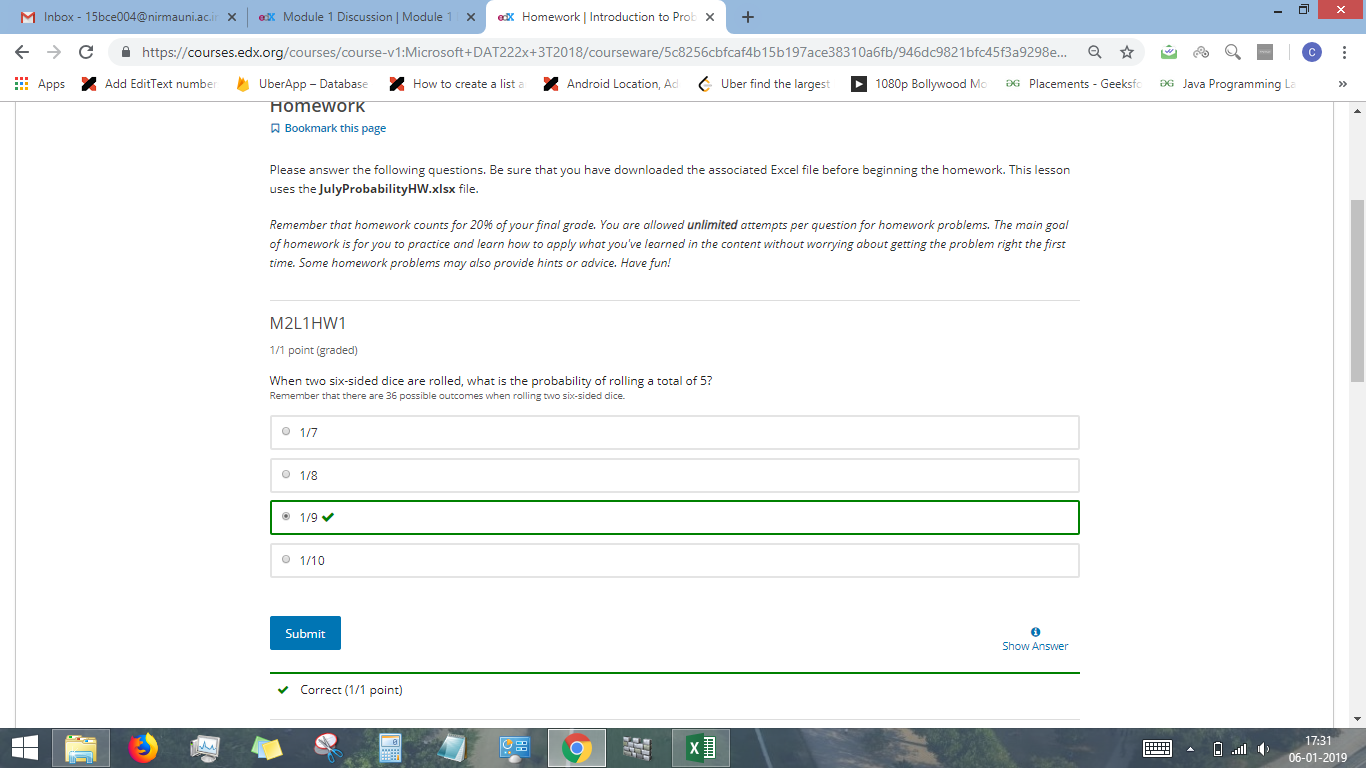 Inbox - 15bce004@nirmauni.ac.in
edX Module 1 Discussion | Module 1
edX Homework | Introduction to Prob
https://courses.edx.org/courses/course-v1:Microsoft+DAT222x+3T2018/courseware/5c8256cbfcaf4b15b197ace38310a6fb/946dc9821bfc45f3a9298e... C
Apps Add EditText number UberApp – Database How to create a list a Android Location, Ad Uber find the largest 1080p Bollywood Mo Placements - Geeksfo Java Programming La »
Homework
Bookmark this page
Please answer the following questions. Be sure that you have downloaded the associated Excel file before beginning the homework. This lesson
uses the JulyProbabilityHW.xlsx file.
Remember that homework counts for 20% of your final grade. You are allowed unlimited attempts per question for homework problems. The main goal
of homework is for you to practice and learn how to apply what you've learned in the content without worrying about getting the problem right the first
time. Some homework problems may also provide hints or advice. Have fun!
M2L1HW1
1/1 point (graded)
When two six-sided dice are rolled, what is the probability of rolling a total of 5?
Remember that there are 36 possible outcomes when rolling two six-sided dice.
1/7
1/8
1/9
1/10
Submit
Show Answer
Correct (1/1 point)
17:31
06-01-2019